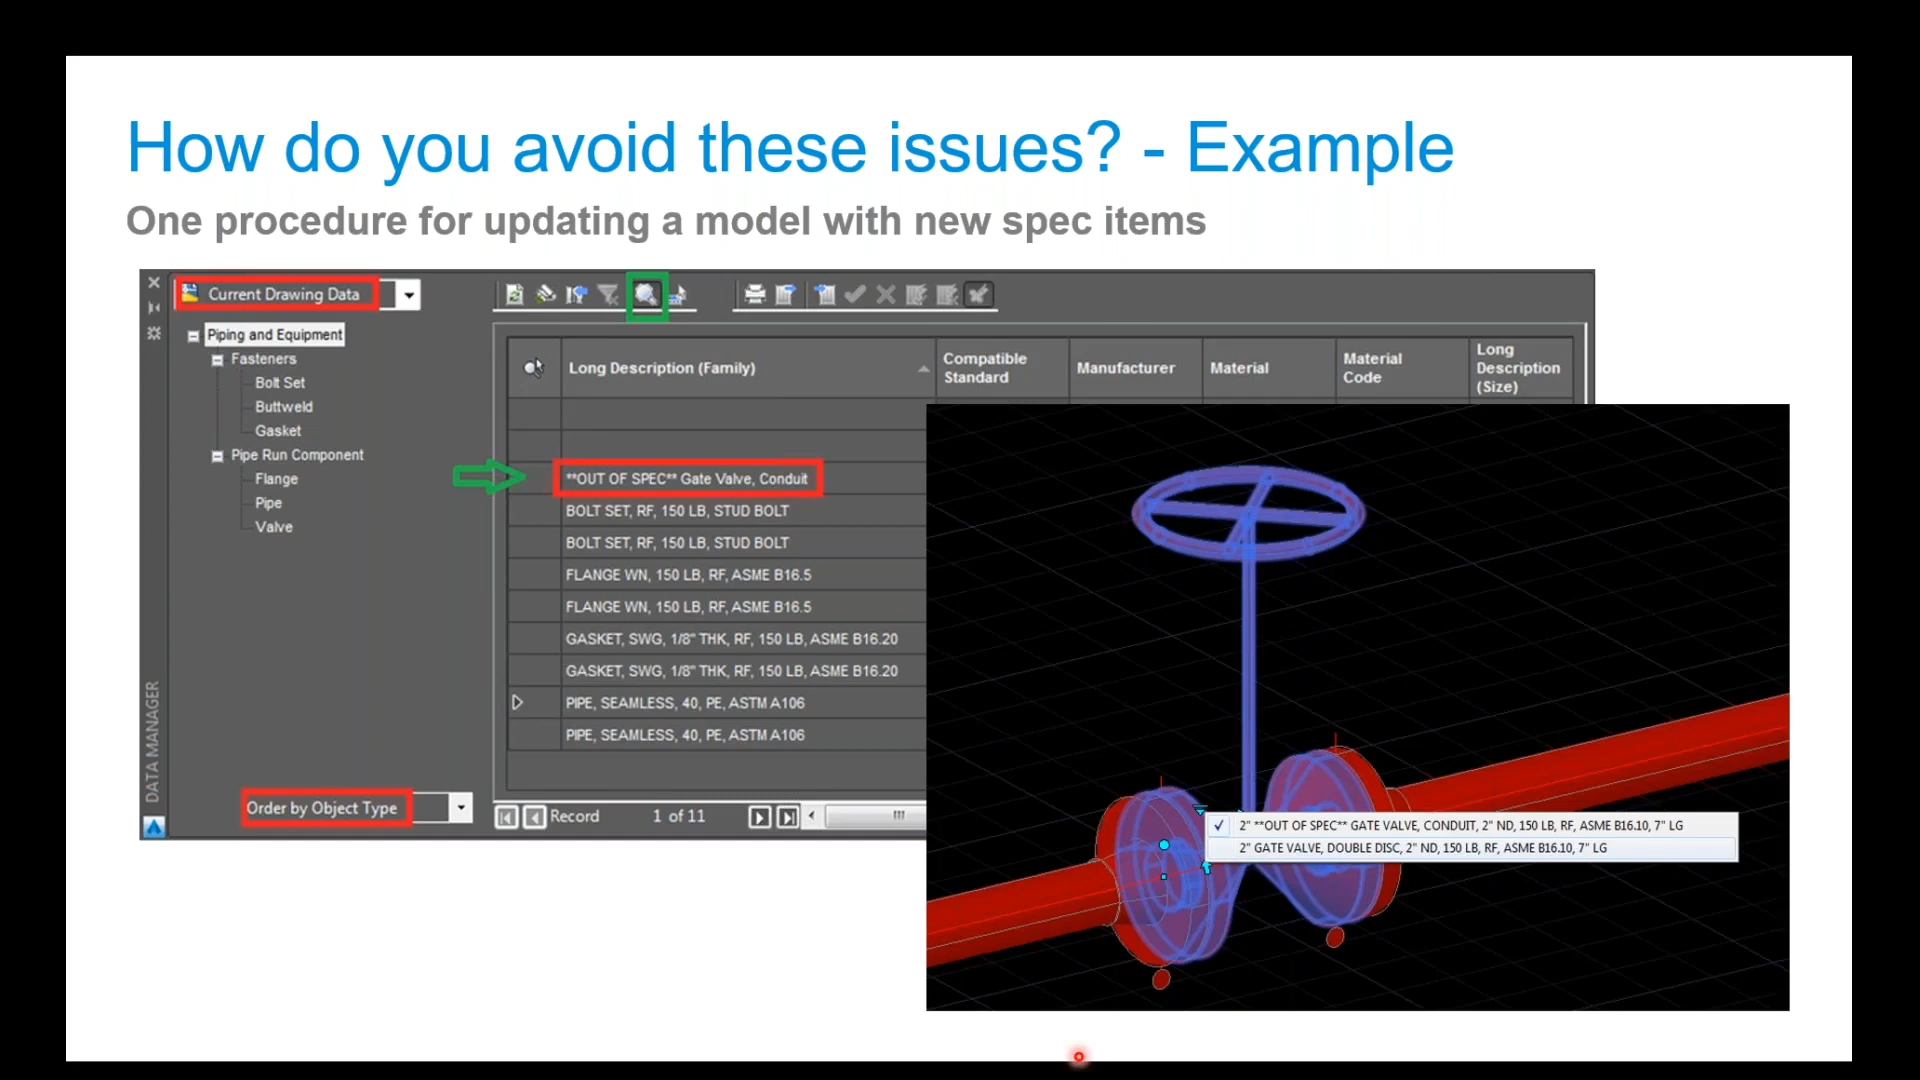 How do you avoid these issues? - Example
One procedure for updating a model with new spec items
Current Drawing Data
Piping and Equipment
Fasteners
Bolt Set
Buttweld
Gasket
Pipe Run Component
Flange
Pipe
Valve
Order by Object Type
DATA MANAGER
Long Description (Family)
Compatible
Standard
Manufacturer
Material
Material
Code
Long
Description
(Size)
**OUT OF SPEC** Gate Valve, Conduit
BOLT SET, RF, 150 LB, STUD BOLT
BOLT SET, RF, 150 LB, STUD BOLT
FLANGE WN, 150 LB, RF, ASME B16.5
FLANGE WN, 150 LB, RF, ASME B16.5
GASKET, SWG, 1/8" THK, RF, 150 LB, ASME B16.20
GASKET, SWG, 1/8" THK, RF, 150 LB, ASME B16.20
PIPE, SEAMLESS, 40, PE, ASTM A106
PIPE, SEAMLESS, 40, PE, ASTM A106
Record 1 of 11
2" **OUT OF SPEC** GATE VALVE, CONDUIT, 2" ND, 150 LB, RF, ASME B16.10, 7" LG
2" GATE VALVE, DOUBLE DISC, 2" ND, 150 LB, RF, ASME B16.10, 7" LG